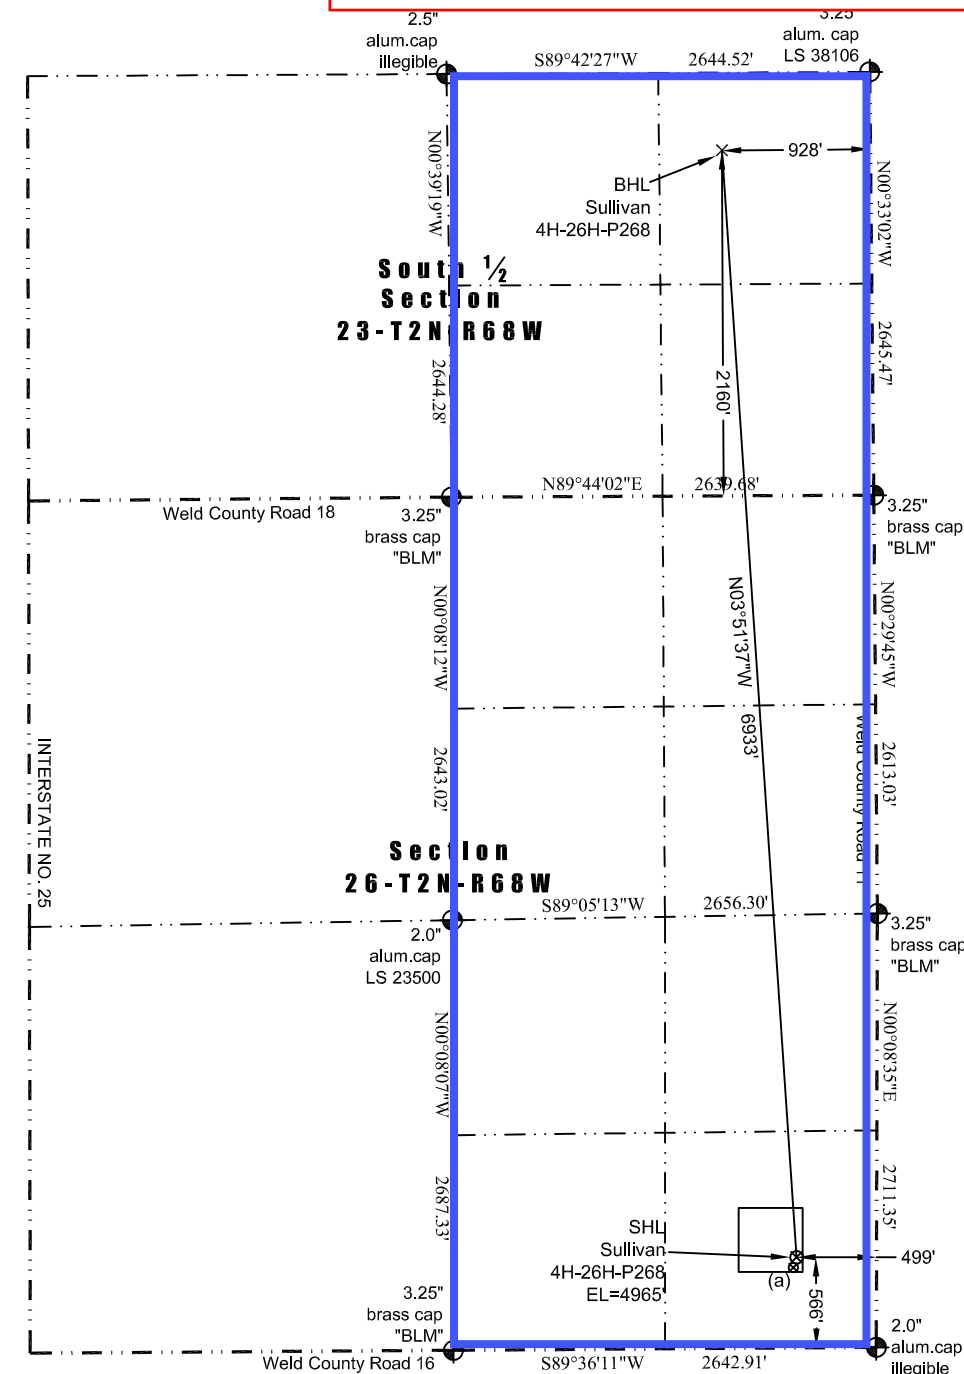 2.5"
alum.cap
illegible
S89°42'27"W
2644.52'
3.25
alum. cap
LS 38106
N00°39'19"W
928'
N00°33'02"W
BHL
Sullivan
4H-26H-P268
South ½
Section
23-T2N-R68W
2644.28'
2645.47'
2160'
N89°44'02"E
2639.68'
Weld County Road 18
3.25"
brass cap
"BLM"
3.25"
brass cap
"BLM"
N00°08'12"W
N03°51'37"W
6933'
N00°29'45"W
INTERSTATE NO. 25
2643.02'
Weld County Road 11
2613.03'
Section
26-T2N-R68W
S89°05'13"W
2656.30'
2.0"
alum.cap
LS 23500
3.25"
brass cap
"BLM"
N00°08'07"W
N00°08'35"E
2687.33'
2711.35'
SHL
Sullivan
4H-26H-P268
EL=4965'
(a)
499'
566'
3.25"
brass cap
"BLM"
2.0"
alum.cap
illegible
Weld County Road 16
S89°36'11"W
2642.91'